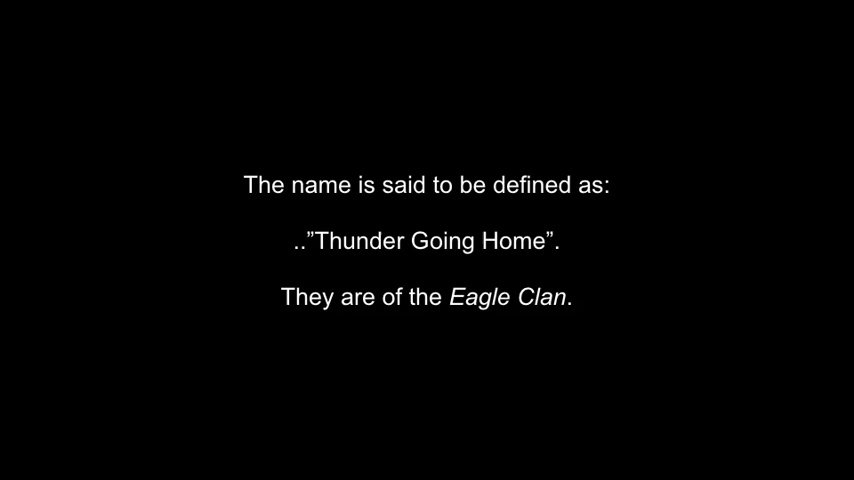 The name is said to be defined as:
..”Thunder Going Home”.
They are of the Eagle Clan.